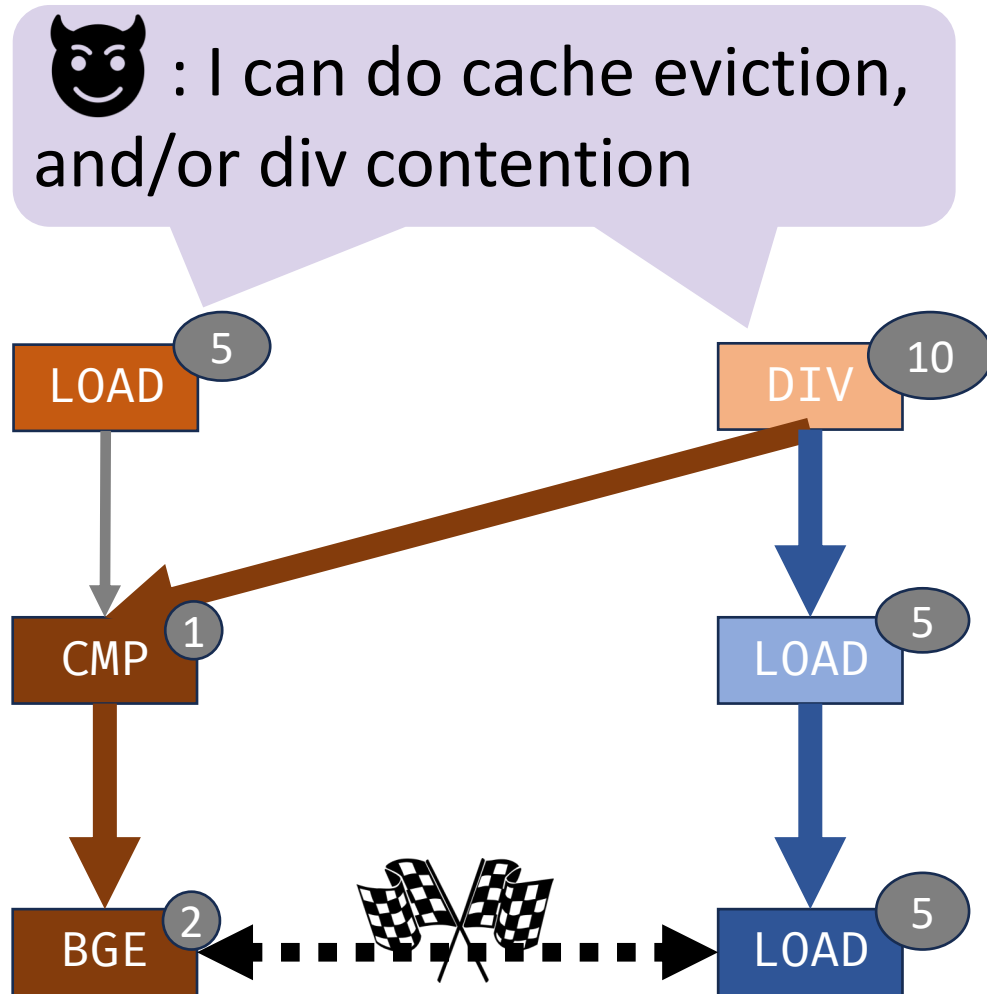 : I can do cache eviction,
and/or div contention
5
10
LOAD
DIV
1
5
CMP
LOAD
2
5
BGE
LOAD